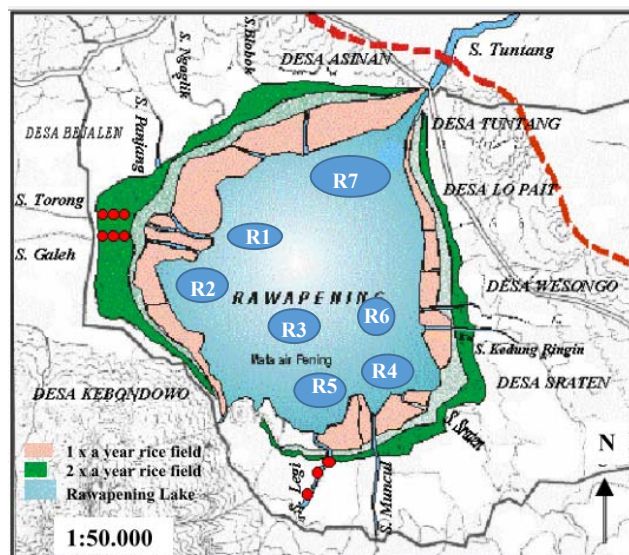 S. Tuntang
S. Ngaglik
S.Blobok
DESA ASINAN
S. Panjang
DESA BEJALEN
DESA TUNTANG
R7
DESA LO PAIT
S. Torong
R1
S. Galeh
R2
RAWAPENING
R6
DESA WESONGO
R3
Mata air Pening
S. Kedung Ringin
R4
DESA KEBONDOWO
R5
DESA SRATEN
S. Sraten
N
1 x a year rice field
2 x a year rice field
Rawapening Lake
S. Legi
S. Muncul
1:50.000